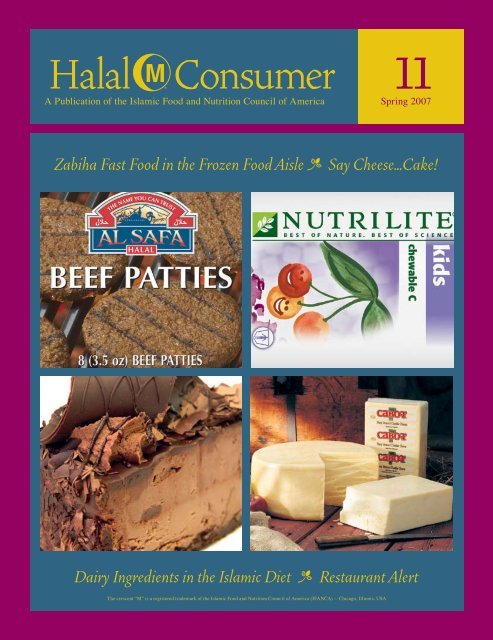 Halal M Consumer
A Publication of the Islamic Food and Nutrition Council of America
11
Spring 2007
Zabiha Fast Food in the Frozen Food Aisle Say Cheese...Cake!
THE NAME YOU CAN TRUST
حلال حلال
AL SAFA
HALAL
BEEF PATTIES
8 (3.5 oz) BEEF PATTIES
NUTRILITE
BEST OF NATURE. BEST OF SCIENCE
kids
chewable C
CABOT
CABOT
CABOT
Dairy Ingredients in the Islamic Diet Restaurant Alert
The crescent "M" is a registered trademark of the Islamic Food and Nutrition Council of America (IFANCA) – Chicago, Illinois, USA